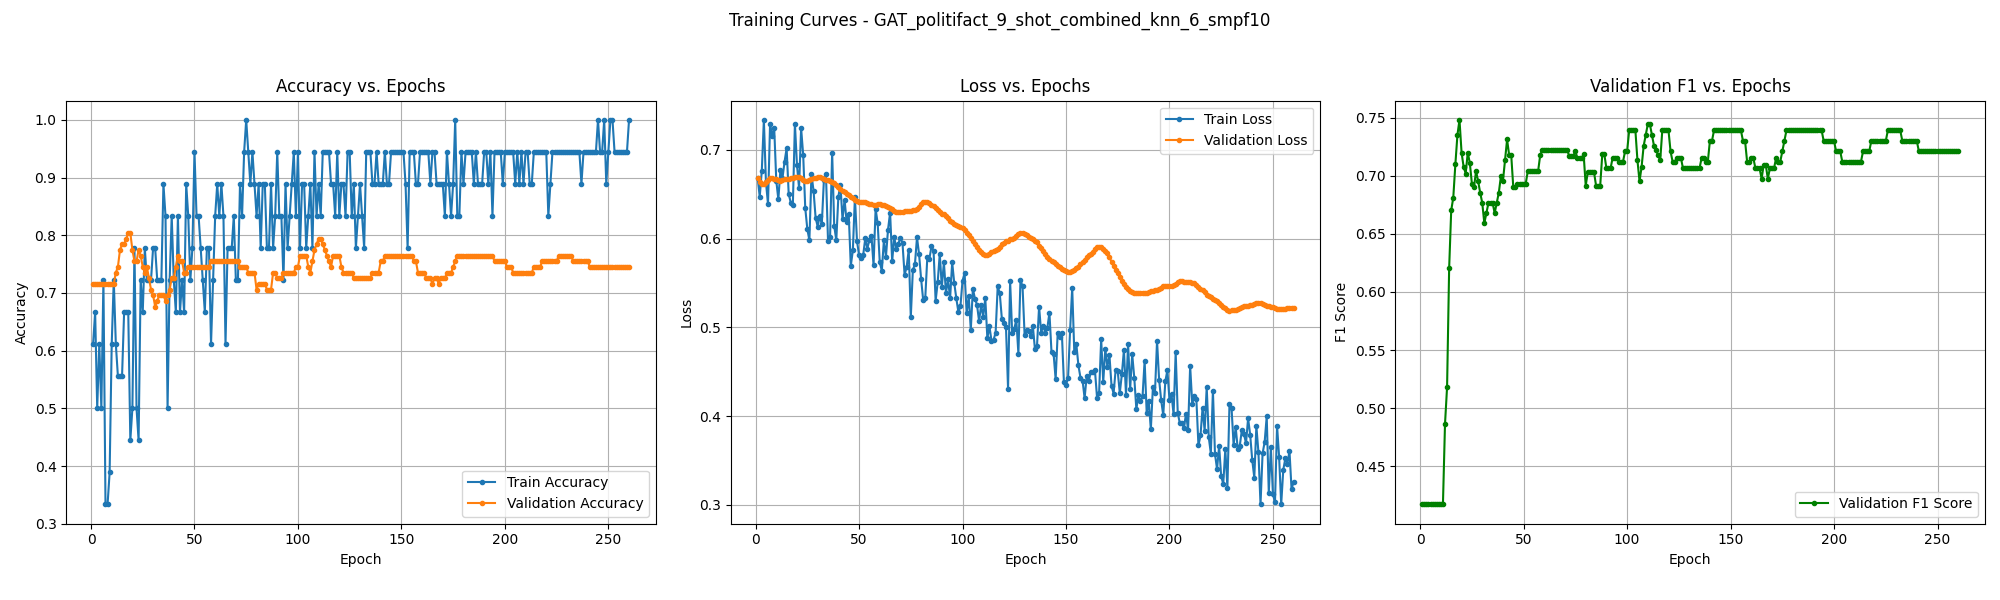 Training Curves - GAT_politifact_9_shot_combined_knn_6_smpf10
Accuracy vs. Epochs
Accuracy
1.0
0.9
0.8
0.7
0.6
0.5
0.4
0.3
0 50 100 150 200 250
Epoch
Train Accuracy
Validation Accuracy
Loss vs. Epochs
Loss
0.7
0.6
0.5
0.4
0.3
0 50 100 150 200 250
Epoch
Train Loss
Validation Loss
Validation F1 vs. Epochs
F1 Score
0.75
0.70
0.65
0.60
0.55
0.50
0.45
0 50 100 150 200 250
Epoch
Validation F1 Score